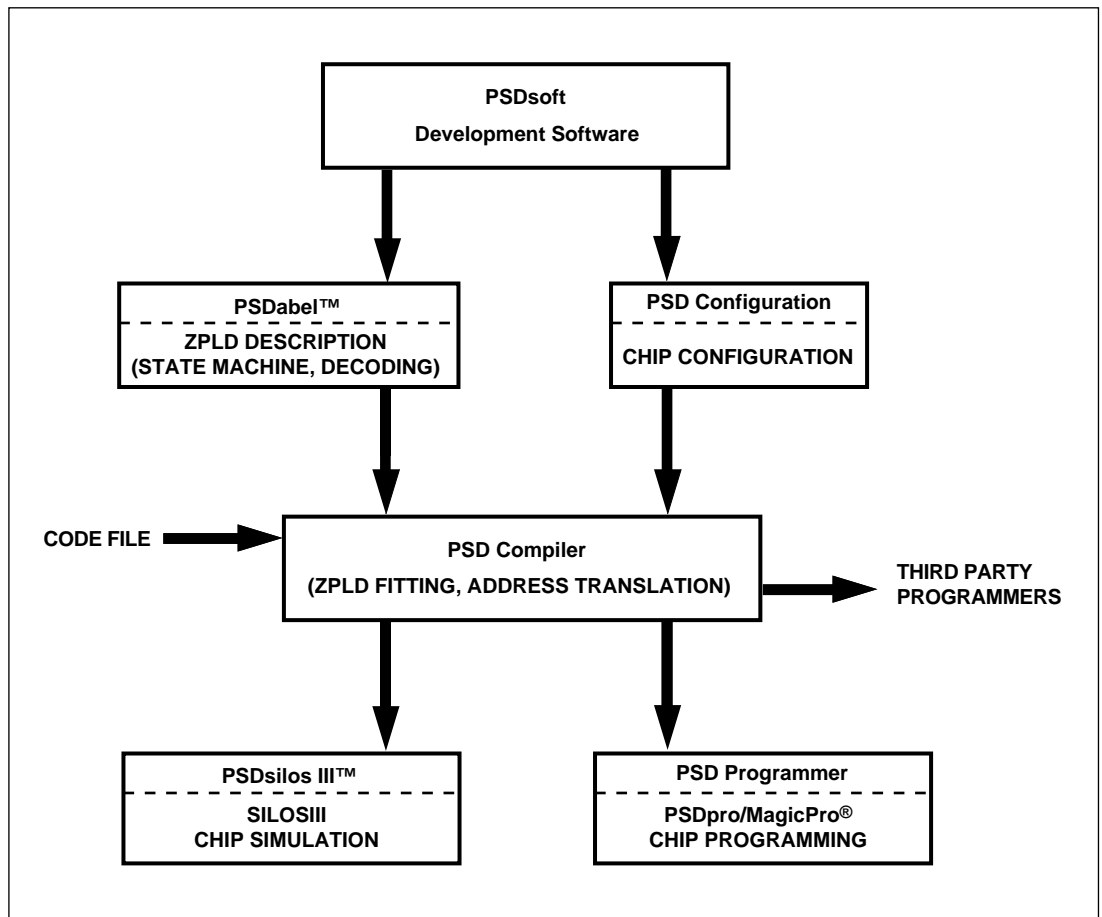 PSDsoft
Development Software
PSDabel™
ZPLD DESCRIPTION
(STATE MACHINE, DECODING)
PSD Configuration
CHIP CONFIGURATION
CODE FILE
PSD Compiler
(ZPLD FITTING, ADDRESS TRANSLATION)
THIRD PARTY
PROGRAMMERS
PSDsilos III™
SILOSIII
CHIP SIMULATION
PSD Programmer
PSDpro/MagicPro®
CHIP PROGRAMMING